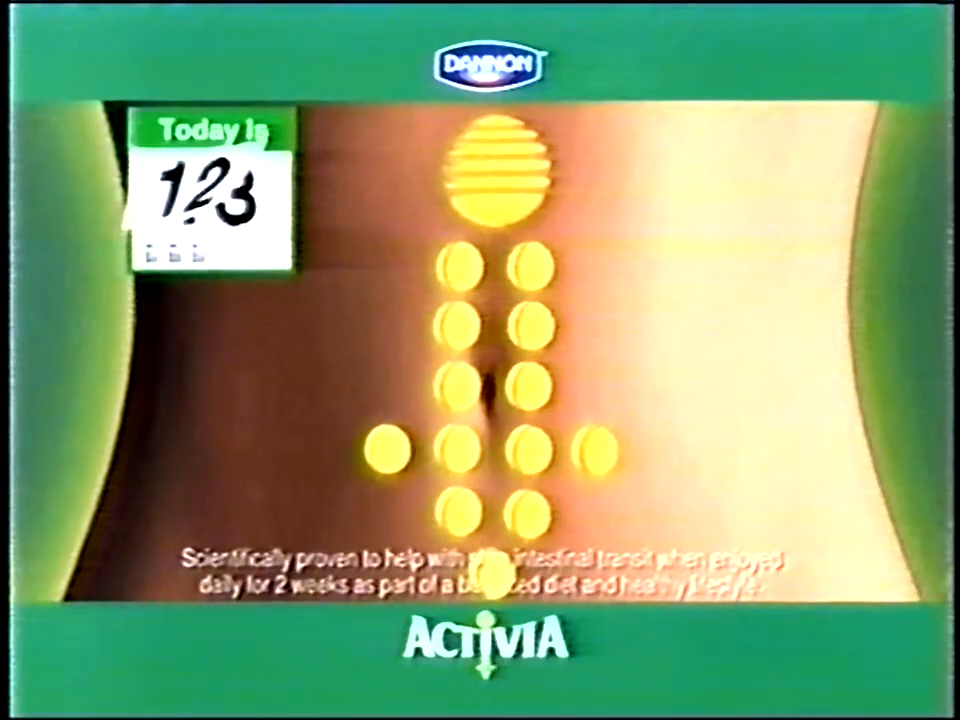 DANNON
Today is
123
Scientifically proven to help with intestinal transit when enjoyed
daily for 2 weeks as part of a diet and healthy lifestyle.
ACTIVIA